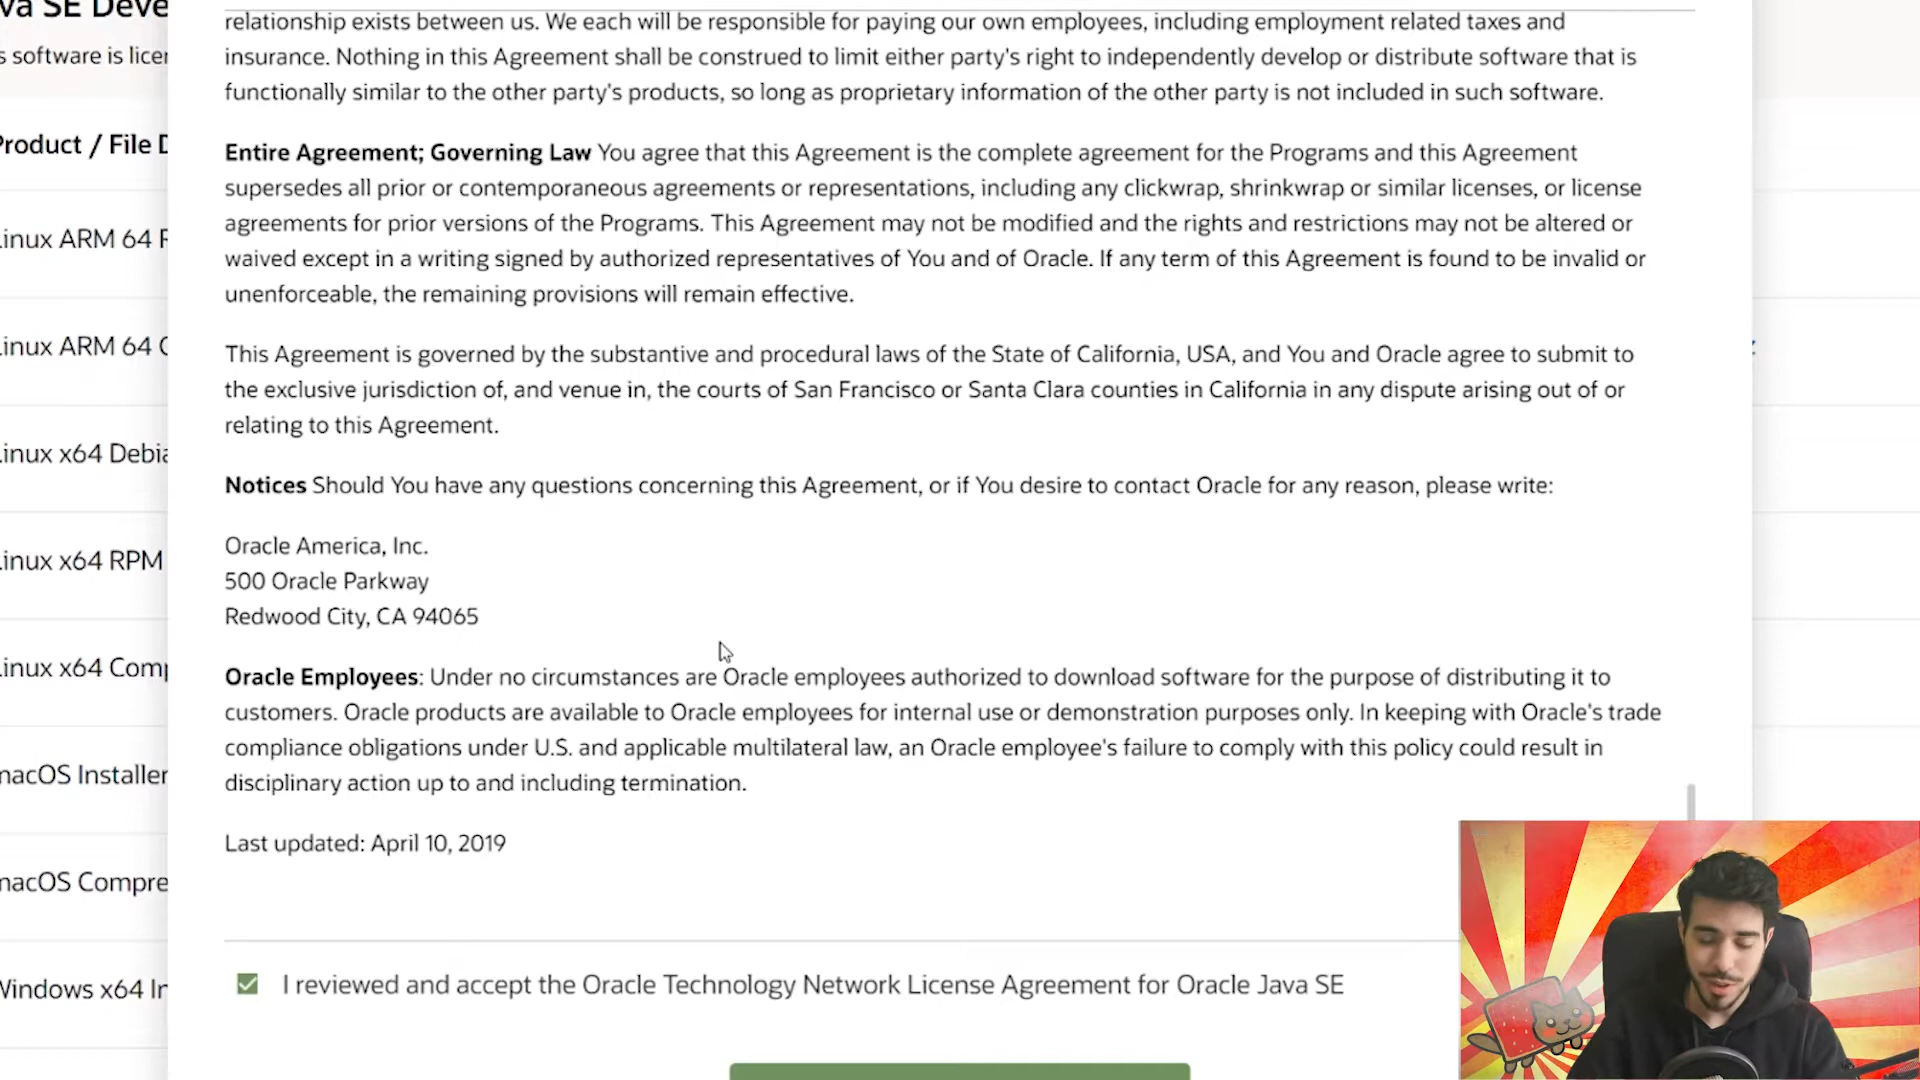 va SE Deve
s software is licen
Product / File D
Linux ARM 64 R
Linux ARM 64 C
Linux x64 Debia
Linux x64 RPM
Linux x64 Comp
macOS Installer
macOS Compre
Windows x64 In
relationship exists between us. We each will be responsible for paying our own employees, including employment related taxes and
insurance. Nothing in this Agreement shall be construed to limit either party's right to independently develop or distribute software that is
functionally similar to the other party's products, so long as proprietary information of the other party is not included in such software.
Entire Agreement; Governing Law You agree that this Agreement is the complete agreement for the Programs and this Agreement
supersedes all prior or contemporaneous agreements or representations, including any clickwrap, shrinkwrap or similar licenses, or license
agreements for prior versions of the Programs. This Agreement may not be modified and the rights and restrictions may not be altered or
waived except in a writing signed by authorized representatives of You and of Oracle. If any term of this Agreement is found to be invalid or
unenforceable, the remaining provisions will remain effective.
This Agreement is governed by the substantive and procedural laws of the State of California, USA, and You and Oracle agree to submit to
the exclusive jurisdiction of, and venue in, the courts of San Francisco or Santa Clara counties in California in any dispute arising out of or
relating to this Agreement.
Notices Should You have any questions concerning this Agreement, or if You desire to contact Oracle for any reason, please write:
Oracle America, Inc.
500 Oracle Parkway
Redwood City, CA 94065
Oracle Employees: Under no circumstances are Oracle employees authorized to download software for the purpose of distributing it to
customers. Oracle products are available to Oracle employees for internal use or demonstration purposes only. In keeping with Oracle's trade
compliance obligations under U.S. and applicable multilateral law, an Oracle employee's failure to comply with this policy could result in
disciplinary action up to and including termination.
Last updated: April 10, 2019
I reviewed and accept the Oracle Technology Network License Agreement for Oracle Java SE